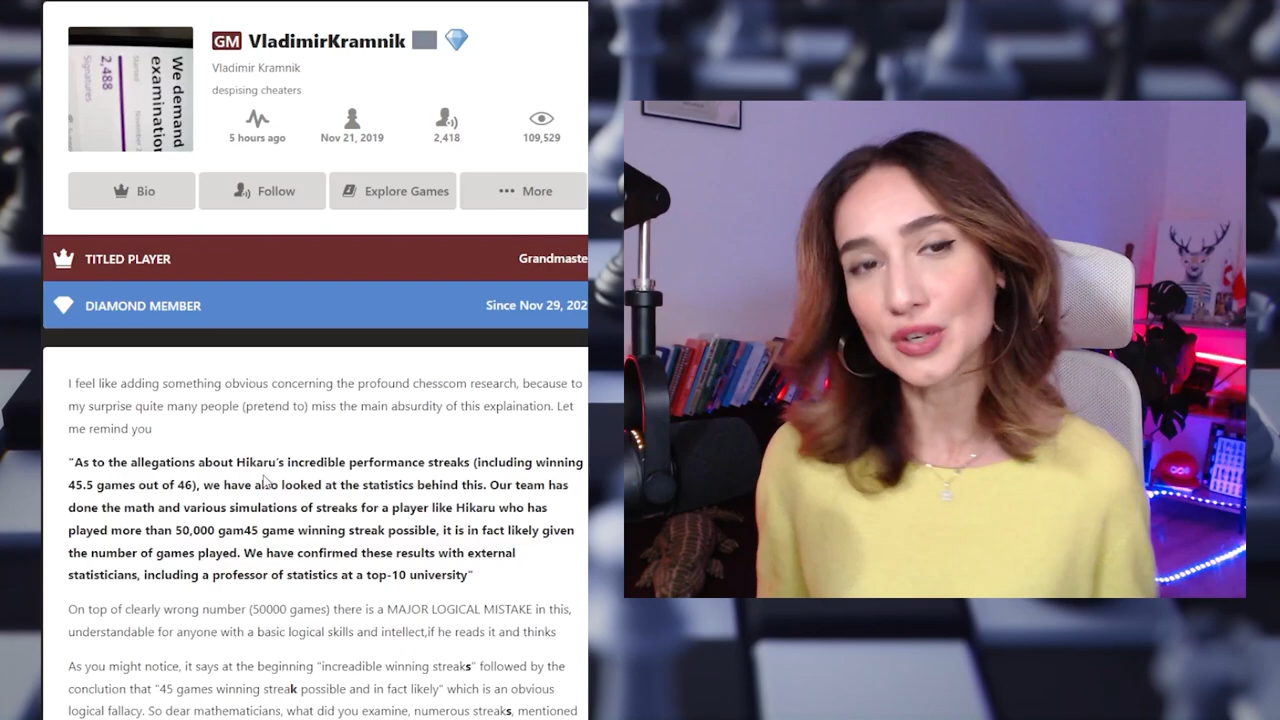 We demand
examination
Started
November 2
2,488
Signatures
GM VladimirKramnik
Vladimir Kramnik
despising cheaters
5 hours ago
Nov 21, 2019
2,418
109,529
Bio
Follow
Explore Games
More
TITLED PLAYER
Grandmaste
DIAMOND MEMBER
Since Nov 29, 202
I feel like adding something obvious concerning the profound chesscom research, because to
my surprise quite many people (pretend to) miss the main absurdity of this explaination. Let
me remind you
"As to the allegations about Hikaru's incredible performance streaks (including winning
45.5 games out of 46), we have also looked at the statistics behind this. Our team has
done the math and various simulations of streaks for a player like Hikaru who has
played more than 50,000 gam45 game winning streak possible, it is in fact likely given
the number of games played. We have confirmed these results with external
statisticians, including a professor of statistics at a top-10 university"
On top of clearly wrong number (50000 games) there is a MAJOR LOGICAL MISTAKE in this,
understandable for anyone with a basic logical skills and intellect,if he reads it and thinks
As you might notice, it says at the beginning "increadible winning streaks" followed by the
conclusion that "45 games winning streak possible and in fact likely" which is an obvious
logical fallacy. So dear mathematicians, what did you examine, numerous streaks, mentioned